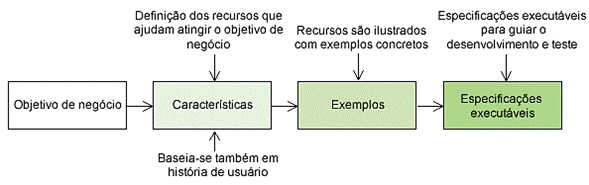 Definição dos recursos que
ajudam atingir o objetivo de
negócio
Recursos são ilustrados
com exemplos concretos
Especificações executáveis
para guiar o
desenvolvimento e teste
Objetivo de negócio
Características
Exemplos
Especificações
executáveis
Baseia-se também em
história de usuário